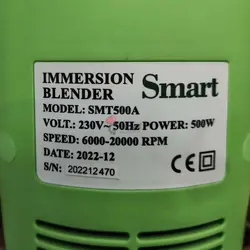 IMMERSION
BLENDER
Smart
MODEL: SMT500A
VOLT.: 230V~ 50Hz POWER: 500W
SPEED: 6000-20000 RPM
DATE: 2022-12
S/N: 202212470
CE